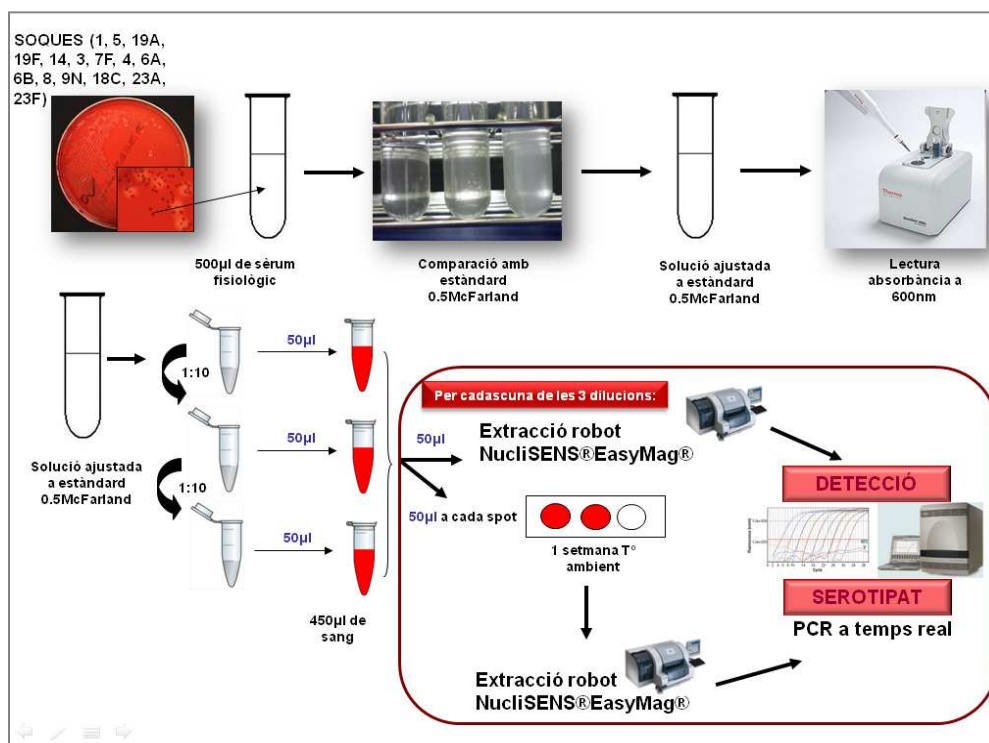 SOQUES (1, 5, 19A,
19F, 14, 3, 7F, 4, 6A,
6B, 8, 9N, 18C, 23A,
23F)
500µl de sèrum
fisiològic
Comparació amb
estàndard
0.5McFarland
Solució ajustada
a estàndard
0.5McFarland
Lectura
absorbància a
600nm
Thermo
Solució ajustada
a estàndard
0.5McFarland
1:10
1:10
50µl
50µl
50µl
450µl de
sang
Per cadascuna de les 3 dilucions:
50µl
Extracció robot
NucliSENS®EasyMag®
50µl a cada spot
1 setmana Tº
ambient
Extracció robot
NucliSENS®EasyMag®
DETECCIÓ
SEROTIPAT
PCR a temps real